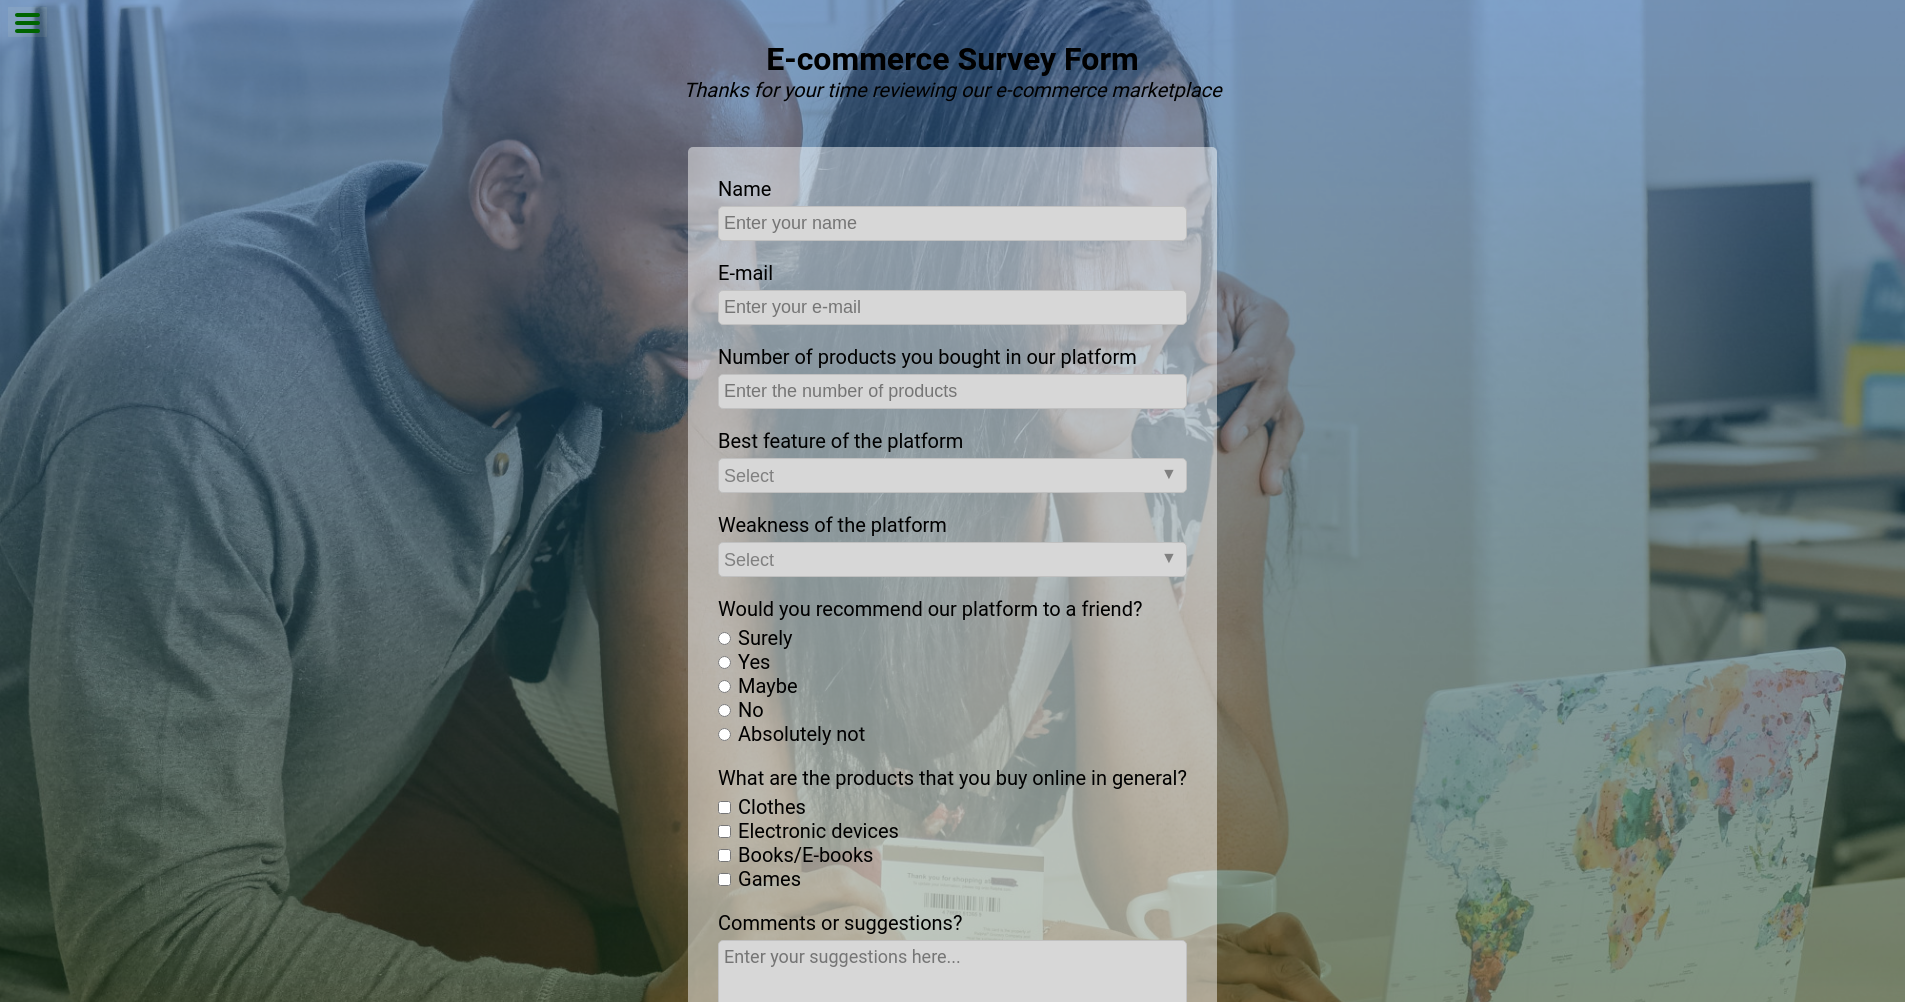 E-commerce Survey Form
Thanks for your time reviewing our e-commerce marketplace
Name
Enter your name
E-mail
Enter your e-mail
Number of products you bought in our platform
Enter the number of products
Best feature of the platform
Select
Weakness of the platform
Select
Would you recommend our platform to a friend?
Surely
Yes
Maybe
No
Absolutely not
What are the products that you buy online in general?
Clothes
Electronic devices
Books/E-books
Games
Thank you for shopping
Comments or suggestions?
Enter your suggestions here...